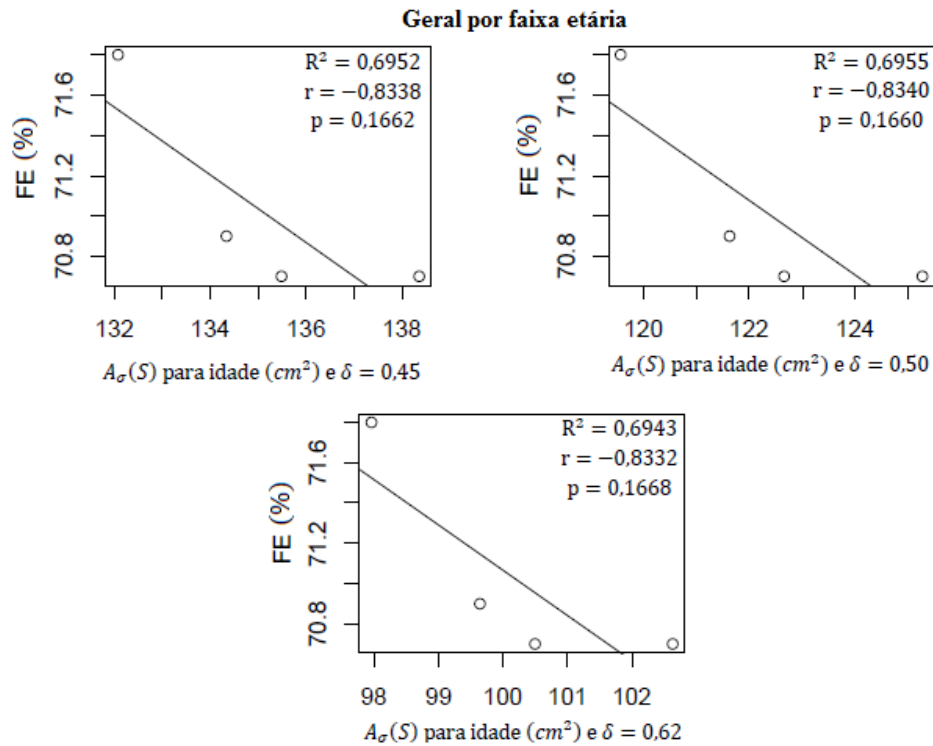 Geral por faixa etária
R² = 0,6952
r = −0,8338
p = 0,1662
FE (%)
71.6
71.2
70.8
132 134 136 138
A_σ(S) para idade (cm²) e δ = 0,45
R² = 0,6955
r = −0,8340
p = 0,1660
FE (%)
71.6
71.2
70.8
120 122 124
A_σ(S) para idade (cm²) e δ = 0,50
R² = 0,6943
r = −0,8332
p = 0,1668
FE (%)
71.6
71.2
70.8
98 99 100 101 102
A_σ(S) para idade (cm²) e δ = 0,62